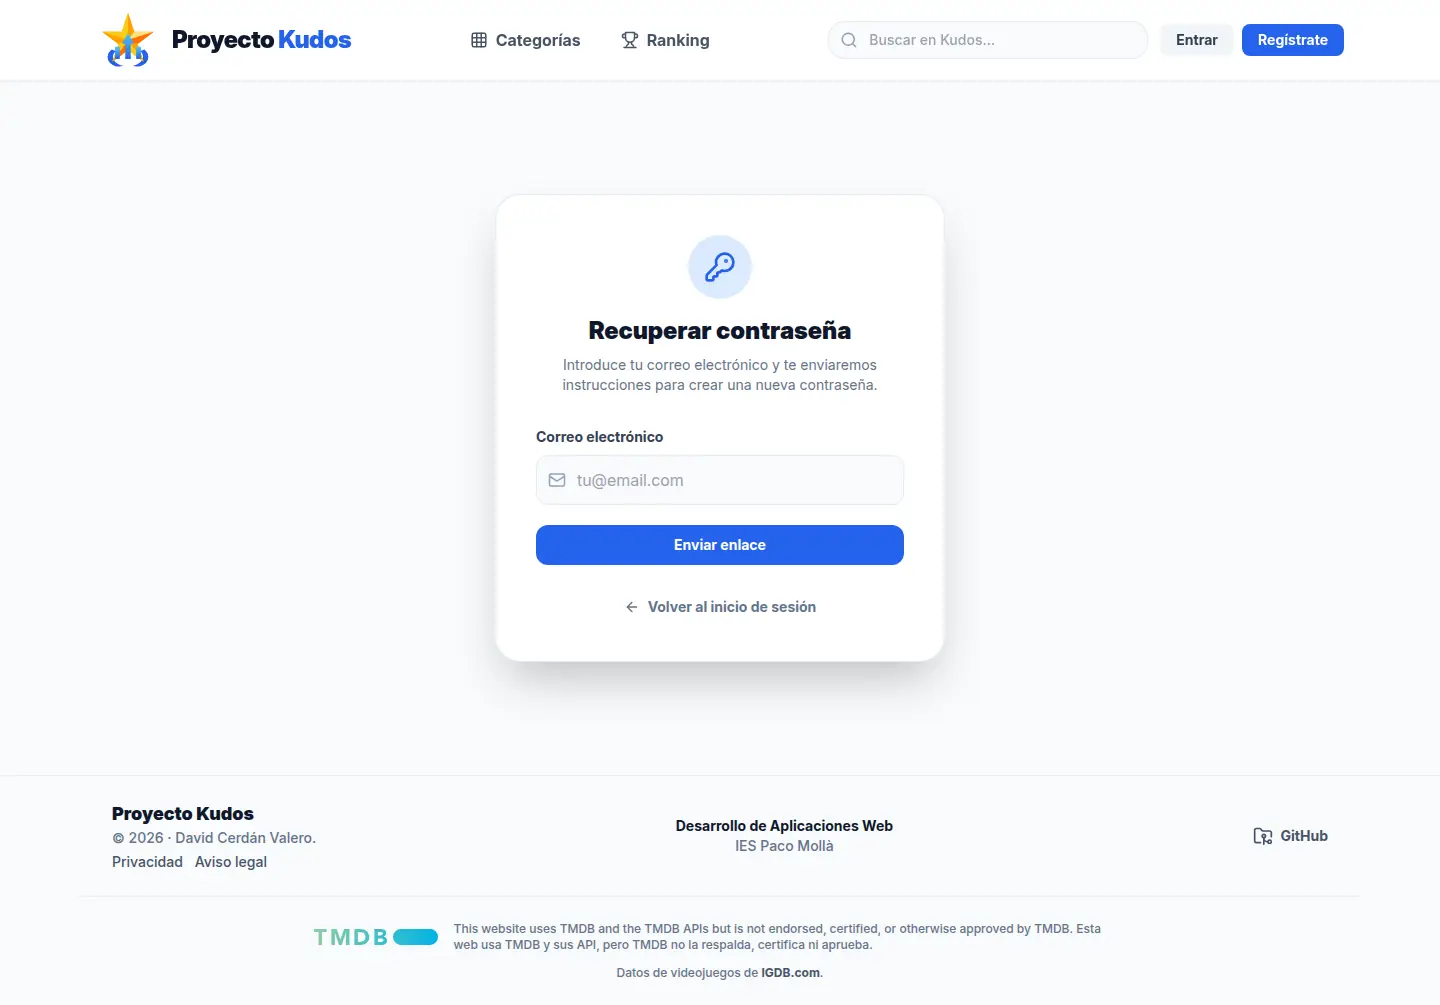 Proyecto Kudos
Categorías
Ranking
Buscar en Kudos...
Entrar
Regístrate
Recuperar contraseña
Introduce tu correo electrónico y te enviaremos
instrucciones para crear una nueva contraseña.
Correo electrónico
tu@email.com
Enviar enlace
Volver al inicio de sesión
Proyecto Kudos
© 2026 · David Cerdán Valero.
Privacidad Aviso legal
Desarrollo de Aplicaciones Web
IES Paco Mollà
GitHub
TMDB
This website uses TMDB and the TMDB APIs but is not endorsed, certified, or otherwise approved by TMDB. Esta
web usa TMDB y sus API, pero TMDB no la respalda, certifica ni aprueba.
Datos de videojuegos de IGDB.com.